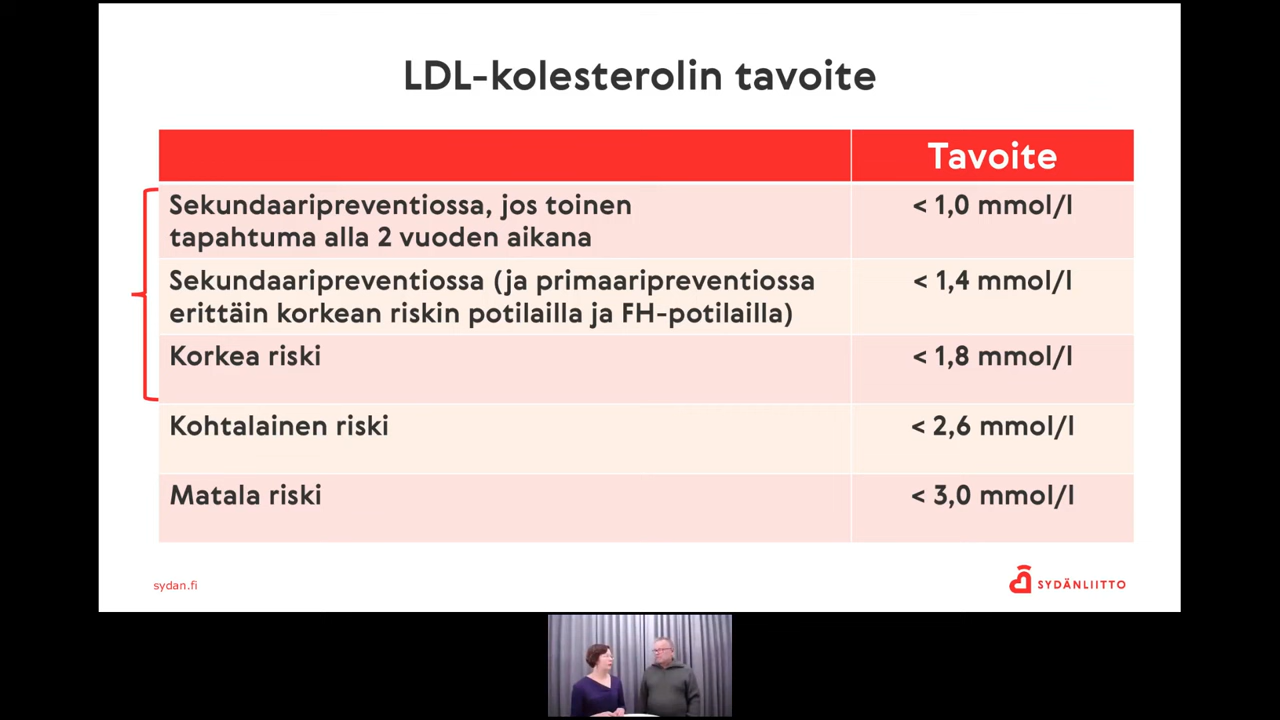 LDL-kolesterolin tavoite
Tavoite
Sekundaaripreventiossa, jos toinen
tapahtuma alla 2 vuoden aikana
< 1,0 mmol/l
Sekundaaripreventiossa (ja primaaripreventiossa
erittäin korkean riskin potilailla ja FH-potilailla)
< 1,4 mmol/l
Korkea riski
< 1,8 mmol/l
Kohtalainen riski
< 2,6 mmol/l
Matala riski
< 3,0 mmol/l
sydan.fi
SYDÄNLIITTO